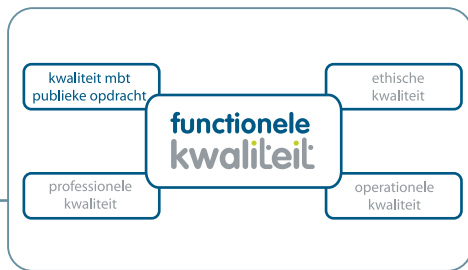 kwaliteit mbt
publieke opdracht
ethische
kwaliteit
functionele
kwaliteit
professionele
kwaliteit
operationele
kwaliteit